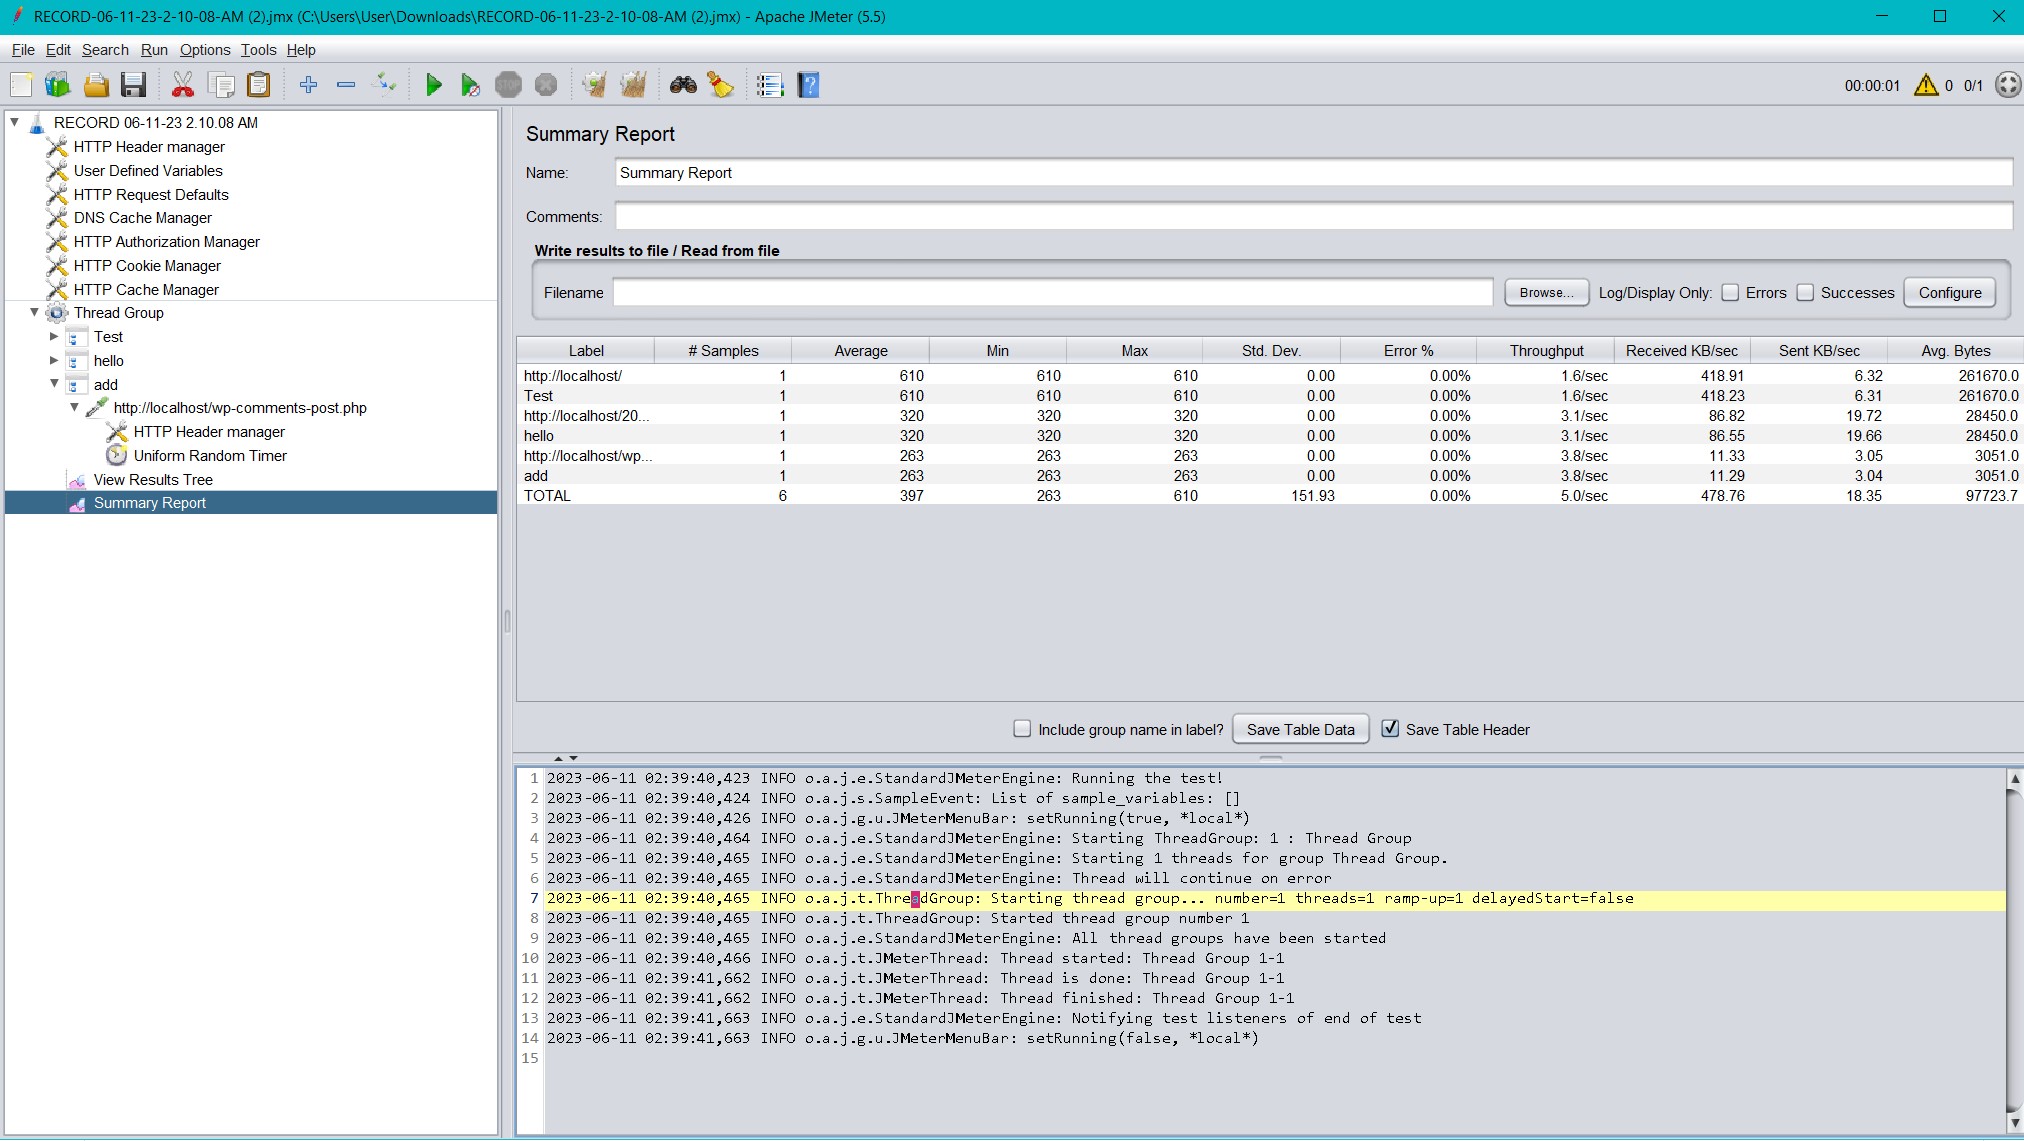 RECORD-06-11-23-2-10-08-AM (2).jmx (C:\Users\User\Downloads\RECORD-06-11-23-2-10-08-AM (2).jmx) - Apache JMeter (5.5)
File Edit Search Run Options Tools Help
STOP 00:00:01 0 0/1
RECORD 06-11-23 2.10.08 AM
HTTP Header manager
User Defined Variables
HTTP Request Defaults
DNS Cache Manager
HTTP Authorization Manager
HTTP Cookie Manager
HTTP Cache Manager
Thread Group
Test
hello
add
http://localhost/wp-comments-post.php
HTTP Header manager
Uniform Random Timer
View Results Tree
Summary Report
Summary Report
Name: Summary Report
Comments:
Write results to file / Read from file
Filename Browse... Log/Display Only: Errors Successes Configure
Label # Samples Average Min Max Std. Dev. Error % Throughput Received KB/sec Sent KB/sec Avg. Bytes
http://localhost/ 1 610 610 610 0.00 0.00% 1.6/sec 418.91 6.32 261670.0
Test 1 610 610 610 0.00 0.00% 1.6/sec 418.23 6.31 261670.0
http://localhost/20... 1 320 320 320 0.00 0.00% 3.1/sec 86.82 19.72 28450.0
hello 1 320 320 320 0.00 0.00% 3.1/sec 86.55 19.66 28450.0
http://localhost/wp... 1 263 263 263 0.00 0.00% 3.8/sec 11.33 3.05 3051.0
add 1 263 263 263 0.00 0.00% 3.8/sec 11.29 3.04 3051.0
TOTAL 6 397 263 610 151.93 0.00% 5.0/sec 478.76 18.35 97723.7
Include group name in label? Save Table Data Save Table Header
1 2023-06-11 02:39:40,423 INFO o.a.j.e.StandardJMeterEngine: Running the test!
2 2023-06-11 02:39:40,424 INFO o.a.j.s.SampleEvent: List of sample_variables: []
3 2023-06-11 02:39:40,426 INFO o.a.j.g.u.JMeterMenuBar: setRunning(true, *local*)
4 2023-06-11 02:39:40,464 INFO o.a.j.e.StandardJMeterEngine: Starting ThreadGroup: 1 : Thread Group
5 2023-06-11 02:39:40,465 INFO o.a.j.e.StandardJMeterEngine: Starting 1 threads for group Thread Group.
6 2023-06-11 02:39:40,465 INFO o.a.j.e.StandardJMeterEngine: Thread will continue on error
7 2023-06-11 02:39:40,465 INFO o.a.j.t.ThreadGroup: Starting thread group... number=1 threads=1 ramp-up=1 delayedStart=false
8 2023-06-11 02:39:40,465 INFO o.a.j.t.ThreadGroup: Started thread group number 1
9 2023-06-11 02:39:40,465 INFO o.a.j.e.StandardJMeterEngine: All thread groups have been started
10 2023-06-11 02:39:40,466 INFO o.a.j.t.JMeterThread: Thread started: Thread Group 1-1
11 2023-06-11 02:39:41,662 INFO o.a.j.t.JMeterThread: Thread is done: Thread Group 1-1
12 2023-06-11 02:39:41,662 INFO o.a.j.t.JMeterThread: Thread finished: Thread Group 1-1
13 2023-06-11 02:39:41,663 INFO o.a.j.e.StandardJMeterEngine: Notifying test listeners of end of test
14 2023-06-11 02:39:41,663 INFO o.a.j.g.u.JMeterMenuBar: setRunning(false, *local*)
15